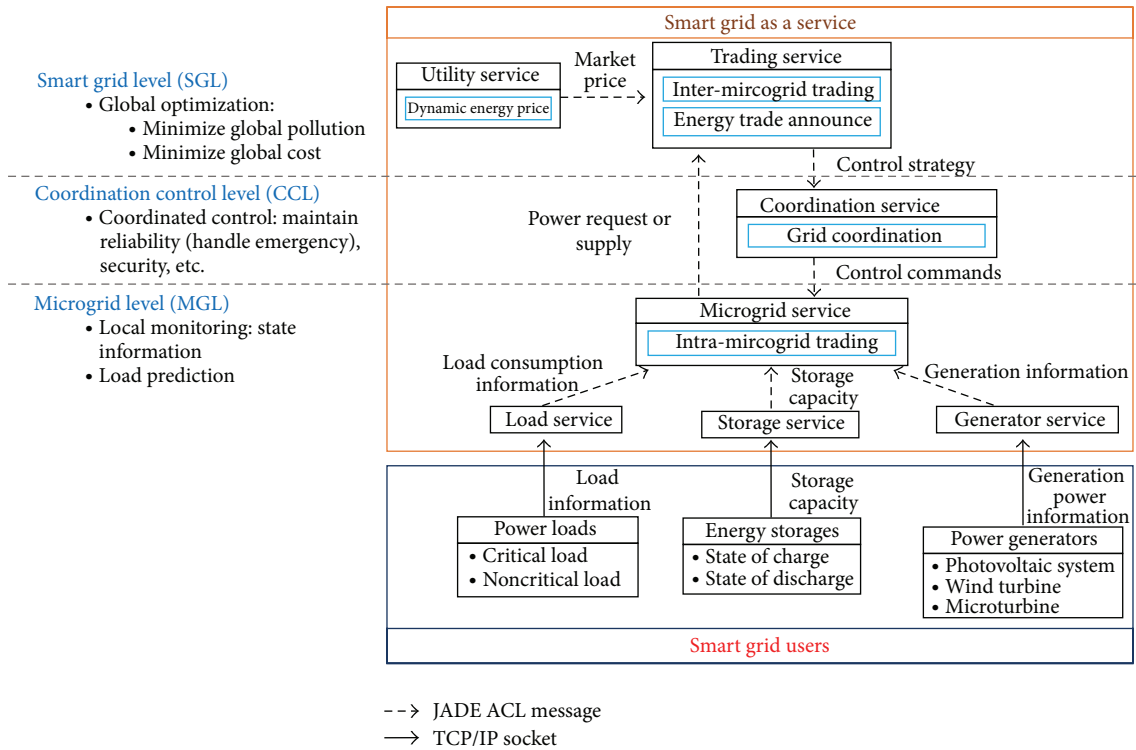 Smart grid as a service
Smart grid level (SGL)
• Global optimization:
• Minimize global pollution
• Minimize global cost
Utility service
Dynamic energy price
Market
price
Trading service
Inter-mircogrid trading
Energy trade announce
Control strategy
Coordination control level (CCL)
• Coordinated control: maintain
reliability (handle emergency),
security, etc.
Power request or
supply
Coordination service
Grid coordination
Control commands
Microgrid level (MGL)
• Local monitoring: state
information
• Load prediction
Microgrid service
Intra-mircogrid trading
Load consumption
information
Storage
capacity
Generation information
Load service
Storage service
Generator service
Load
information
Storage
capacity
Generation
power
information
Power loads
• Critical load
• Noncritical load
Energy storages
• State of charge
• State of discharge
Power generators
• Photovoltaic system
• Wind turbine
• Microturbine
Smart grid users
JADE ACL message
TCP/IP socket